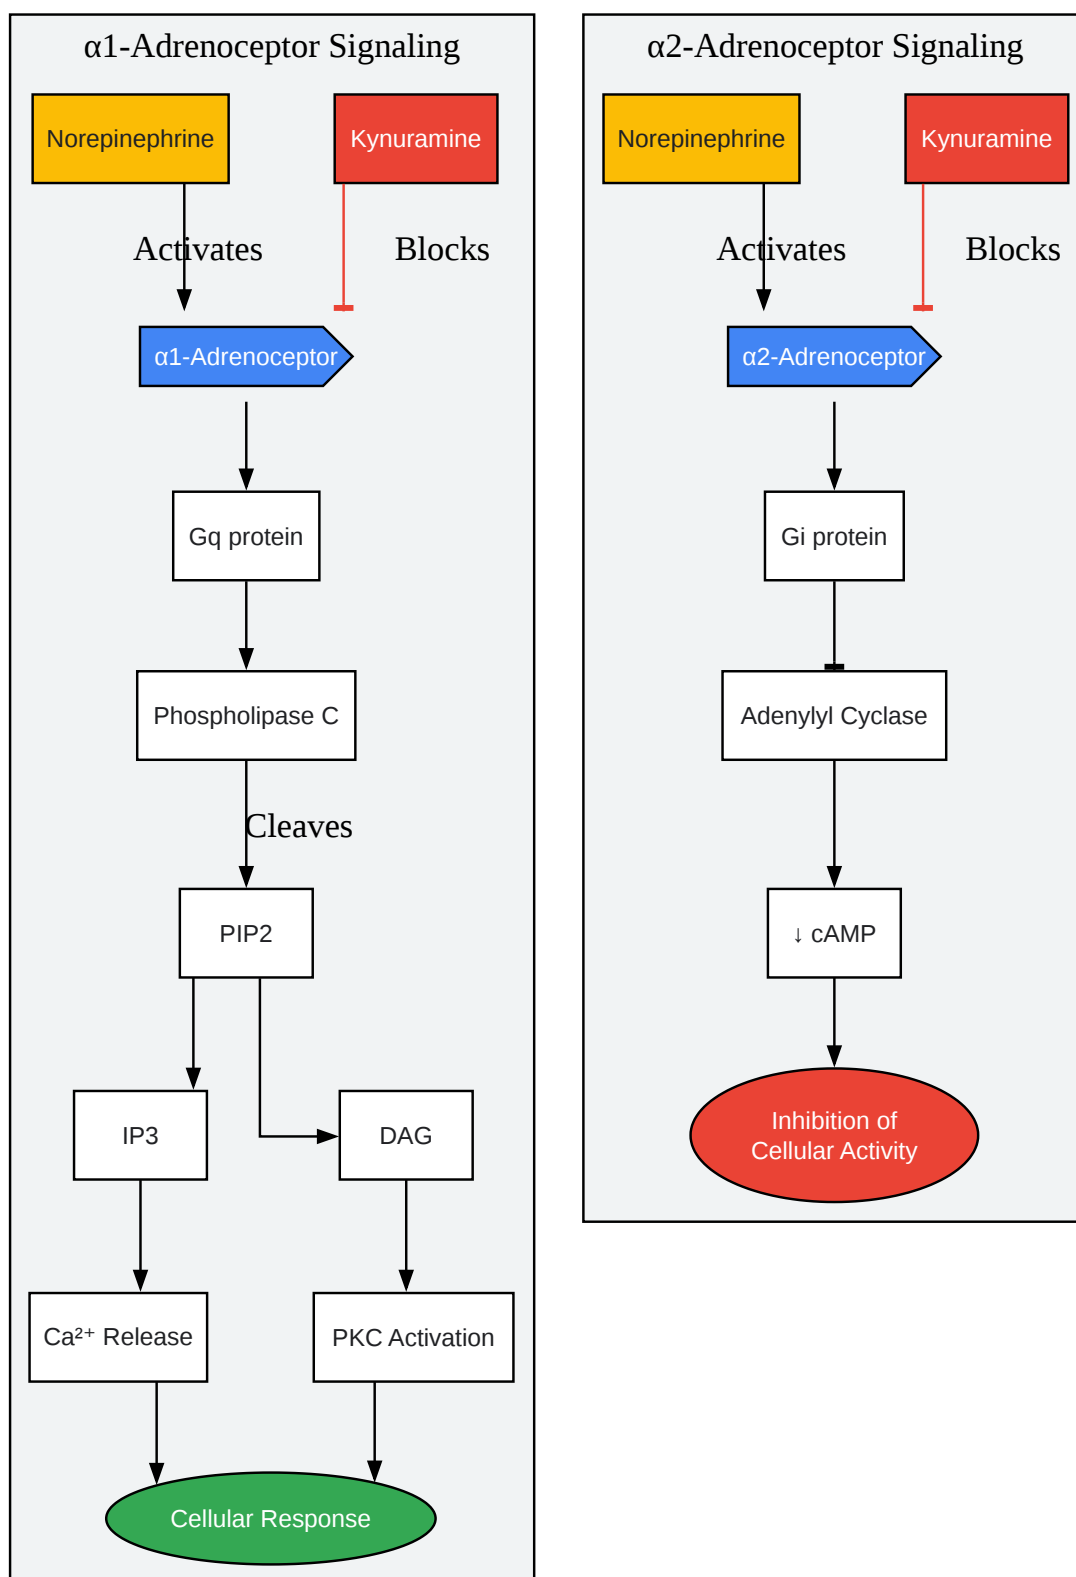 α1-Adrenoceptor Signaling
Norepinephrine
Kynuramine
Activates
Blocks
α1-Adrenoceptor
Gq protein
Phospholipase C
Cleaves
PIP2
IP3
DAG
Ca²⁺ Release
PKC Activation
Cellular Response
α2-Adrenoceptor Signaling
Norepinephrine
Kynuramine
Activates
Blocks
α2-Adrenoceptor
Gi protein
Adenylyl Cyclase
↓ cAMP
Inhibition of
Cellular Activity